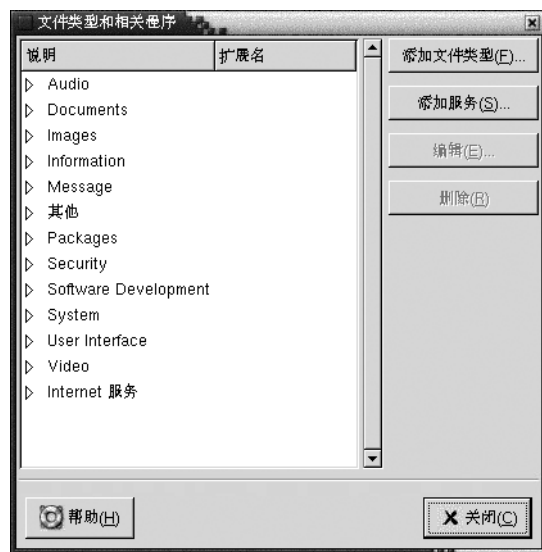 文件类型和相关程序
说明 扩展名
Audio
Documents
Images
Information
Message
其他
Packages
Security
Software Development
System
User Interface
Video
Internet 服务
添加文件类型(F)...
添加服务(S)...
编辑(E)...
删除(R)
帮助(H)
关闭(C)